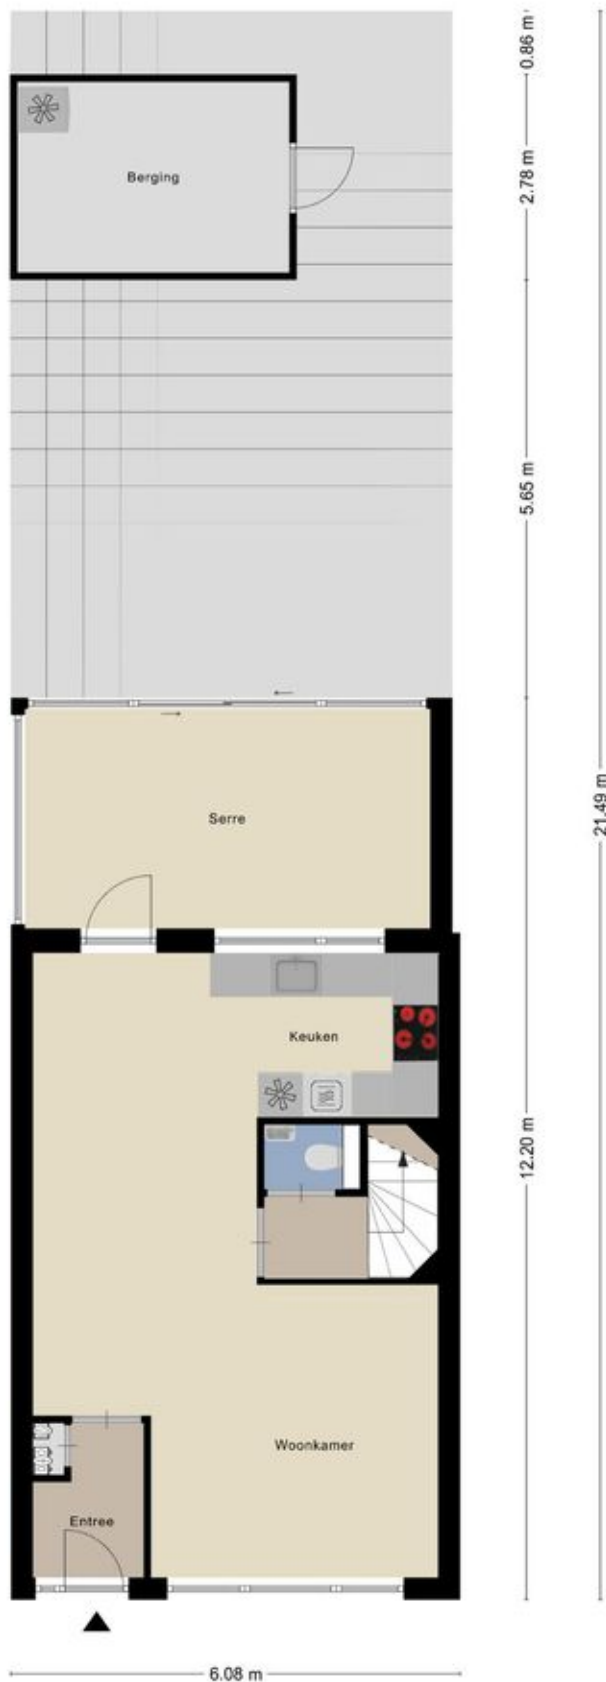 0.86 m
Berging
2.78 m
5.65 m
21.49 m
Serre
Keuken
12.20 m
Woonkamer
Entree
6.08 m